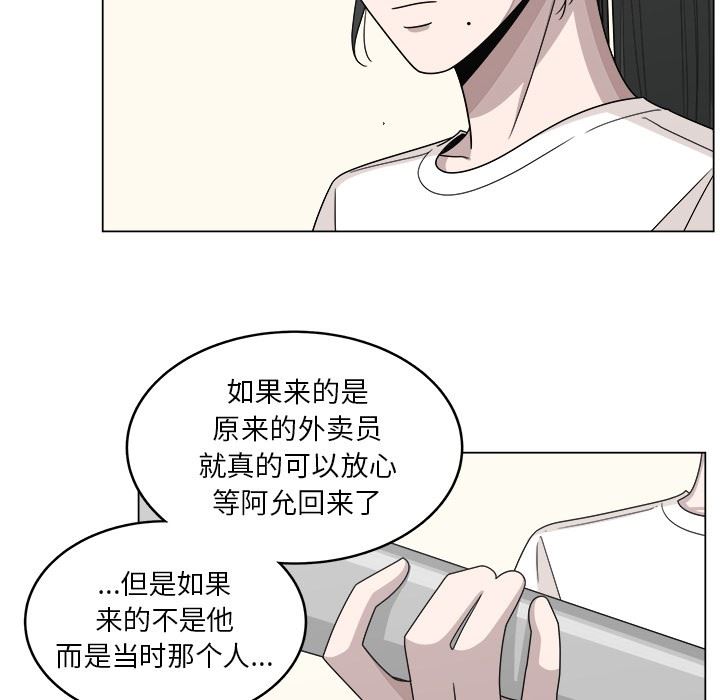 如果来的是
原来的外卖员
就真的可以放心
等阿允回来了
...但是如果
来的不是他
而是当时那个人...